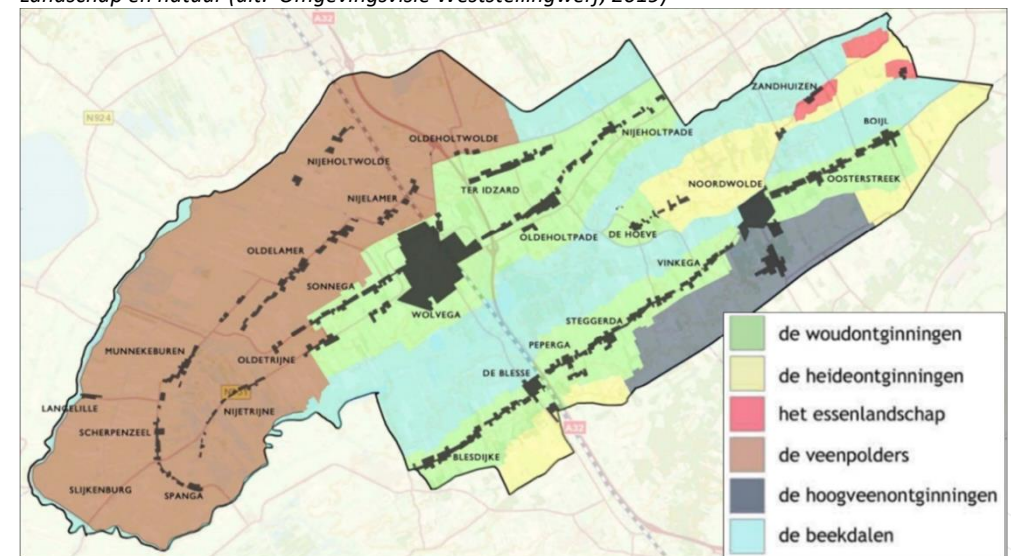 Landschap en natuur (uit: Omgevingsvisie Weststellingwerf, 2015)
A32
N924
ZANDHUIZEN
BOIJL
NIJEHOLTPADE
OLDEHOLTWOLDE
NIJEHOLTWOLDE
TER IDZARD
NOORDWOLDE
OOSTERSTREEK
NIJELAMER
OLDEHOLTPADE
DE HOEVE
OLDELAMER
VINKEGA
SONNEGA
WOLVEGA
STEGGERDA
PEPERGA
MUNNEKEBUREN
OLDETRIJNE
DE BLESSE
LANGELILLE
NIJETRIJNE
A32
SCHERPENZEEL
BLESDIJKE
SLIJKENBURG
SPANGA
de woudontginningen
de heideontginningen
het essenlandschap
de veenpolders
de hoogveenontginningen
de beekdalen